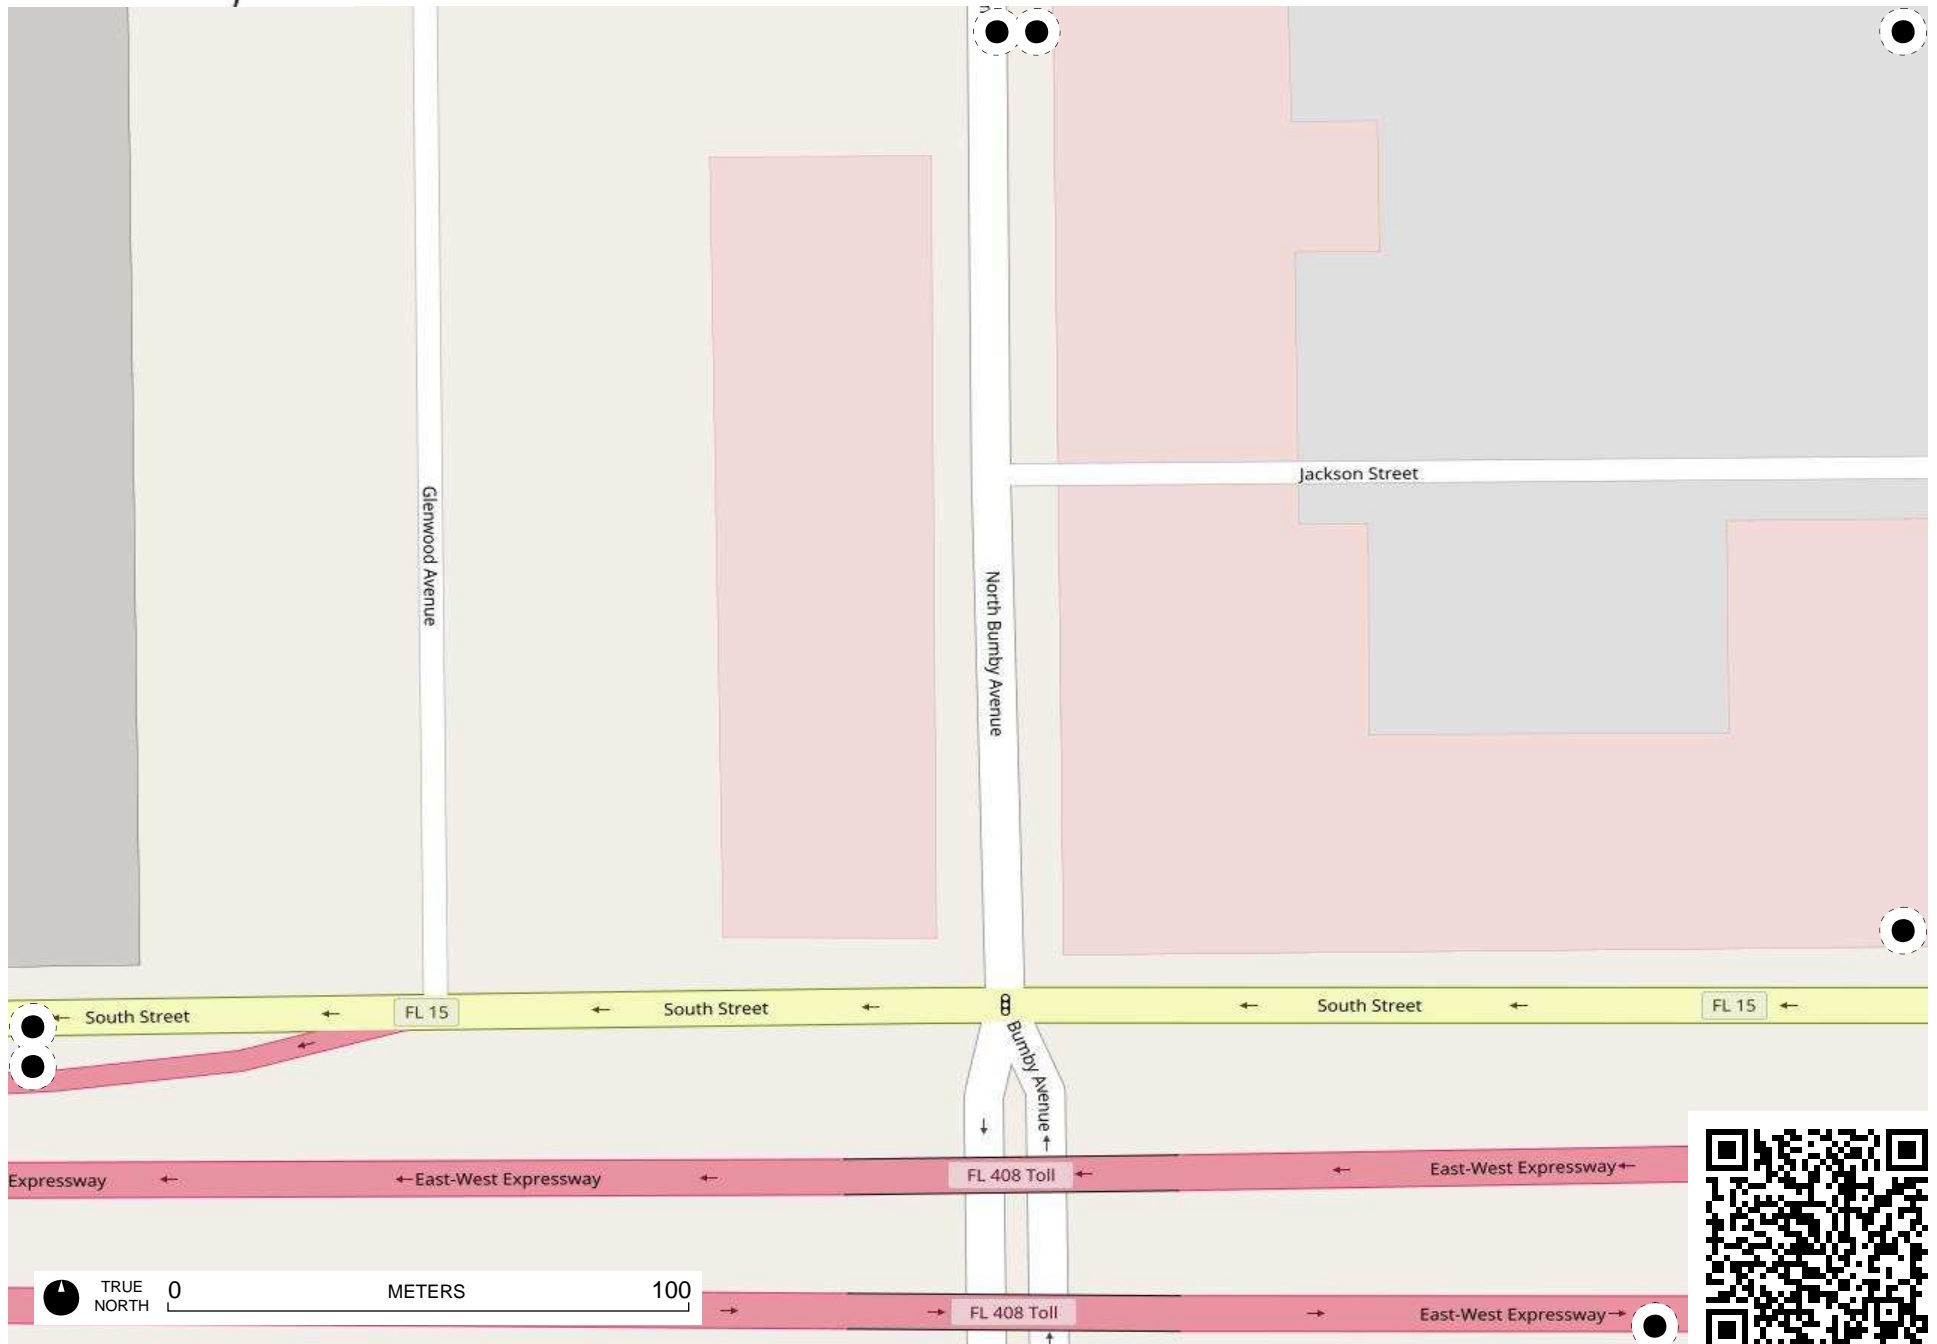 Jackson Street
Glenwood Avenue
North Bumby Avenue
South Street
FL 15
South Street
South Street
FL 15
Bumby Avenue
Expressway
East-West Expressway
FL 408 Toll
East-West Expressway
TRUE
NORTH
0
METERS
100
FL 408 Toll
East-West Expressway